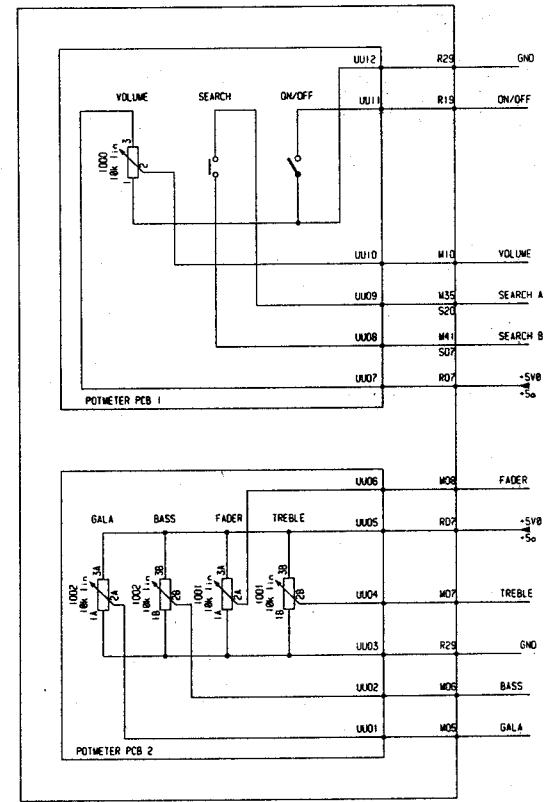 UU12 R29 GND
VOLUME SEARCH ON/OFF UU11 R19 ON/OFF
1000
10k lin
3
2
1
UU10 M10 VOLUME
UU09 M35 SEARCH A
S20
UU08 M41 SEARCH B
S07
UU07 R07 +5V0
+5a
POTMETER PCB 1
UU06 M08 FADER
GALA BASS FADER TREBLE UU05 R07 +5V0
+5a
1002
10k lin
3A
2A
1A
1002
10k lin
3B
2B
1B
1001
10k lin
3A
2A
1A
1001
10k lin
3B
2B
1B
UU04 M07 TREBLE
UU03 R29 GND
UU02 M06 BASS
UU01 M05 GALA
POTMETER PCB 2